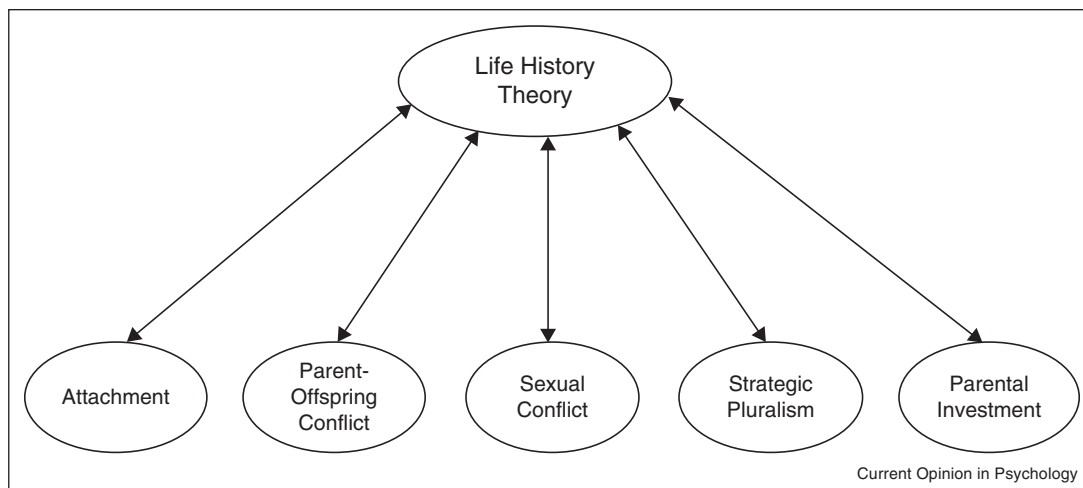 Life History
Theory
Attachment
Parent-
Offspring
Conflict
Sexual
Conflict
Strategic
Pluralism
Parental
Investment
Current Opinion in Psychology